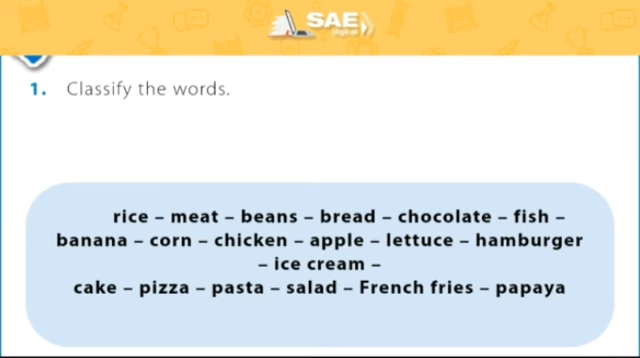 SAE
digital
1. Classify the words.
rice – meat – beans – bread – chocolate – fish –
banana – corn – chicken – apple – lettuce – hamburger
– ice cream –
cake – pizza – pasta – salad – French fries – papaya